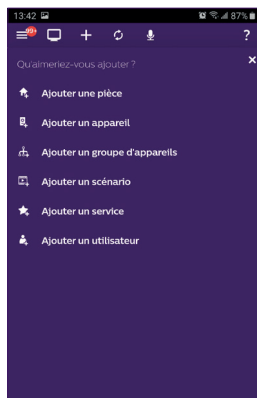 13:42 87%
99+ ?
Qu'aimeriez-vous ajouter ? ×
Ajouter une pièce
Ajouter un appareil
Ajouter un groupe d'appareils
Ajouter un scénario
Ajouter un service
Ajouter un utilisateur